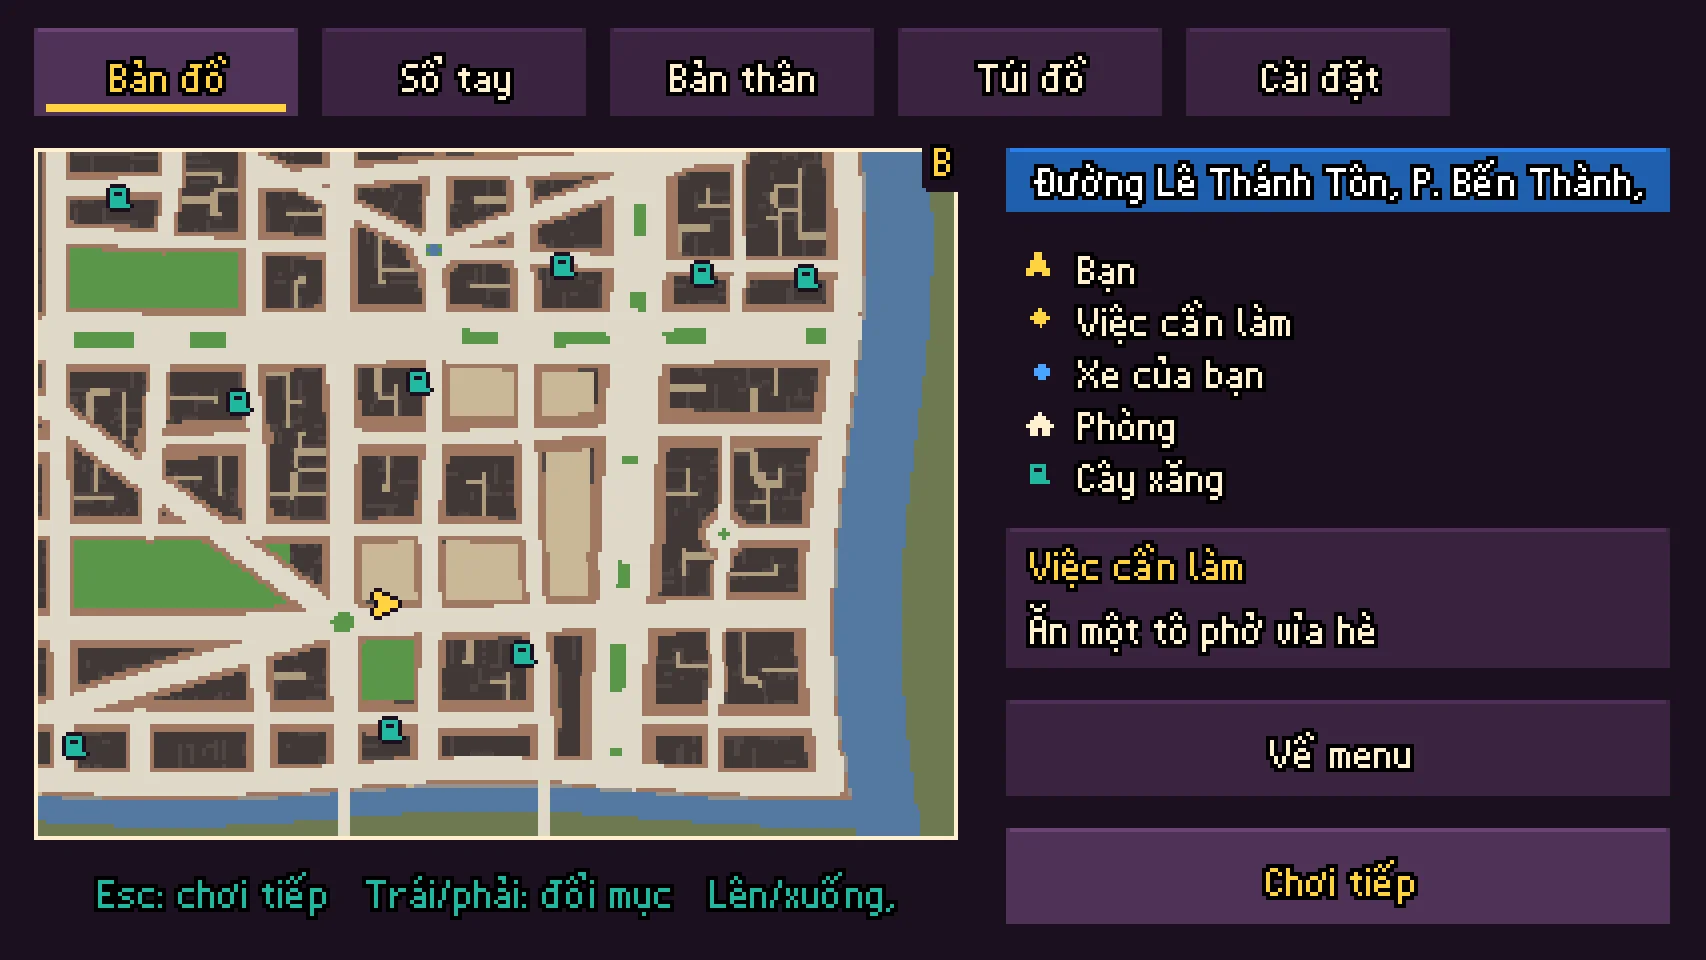 Bản đồ
Sổ tay
Bản thân
Túi đồ
Cài đặt
B
Đường Lê Thánh Tôn, P. Bến Thành,
Bạn
Việc cần làm
Xe của bạn
Phòng
Cây xăng
Việc cần làm
Ăn một tô phở vỉa hè
Về menu
Chơi tiếp
Esc: chơi tiếp Trái/phải: đổi mục Lên/xuống,